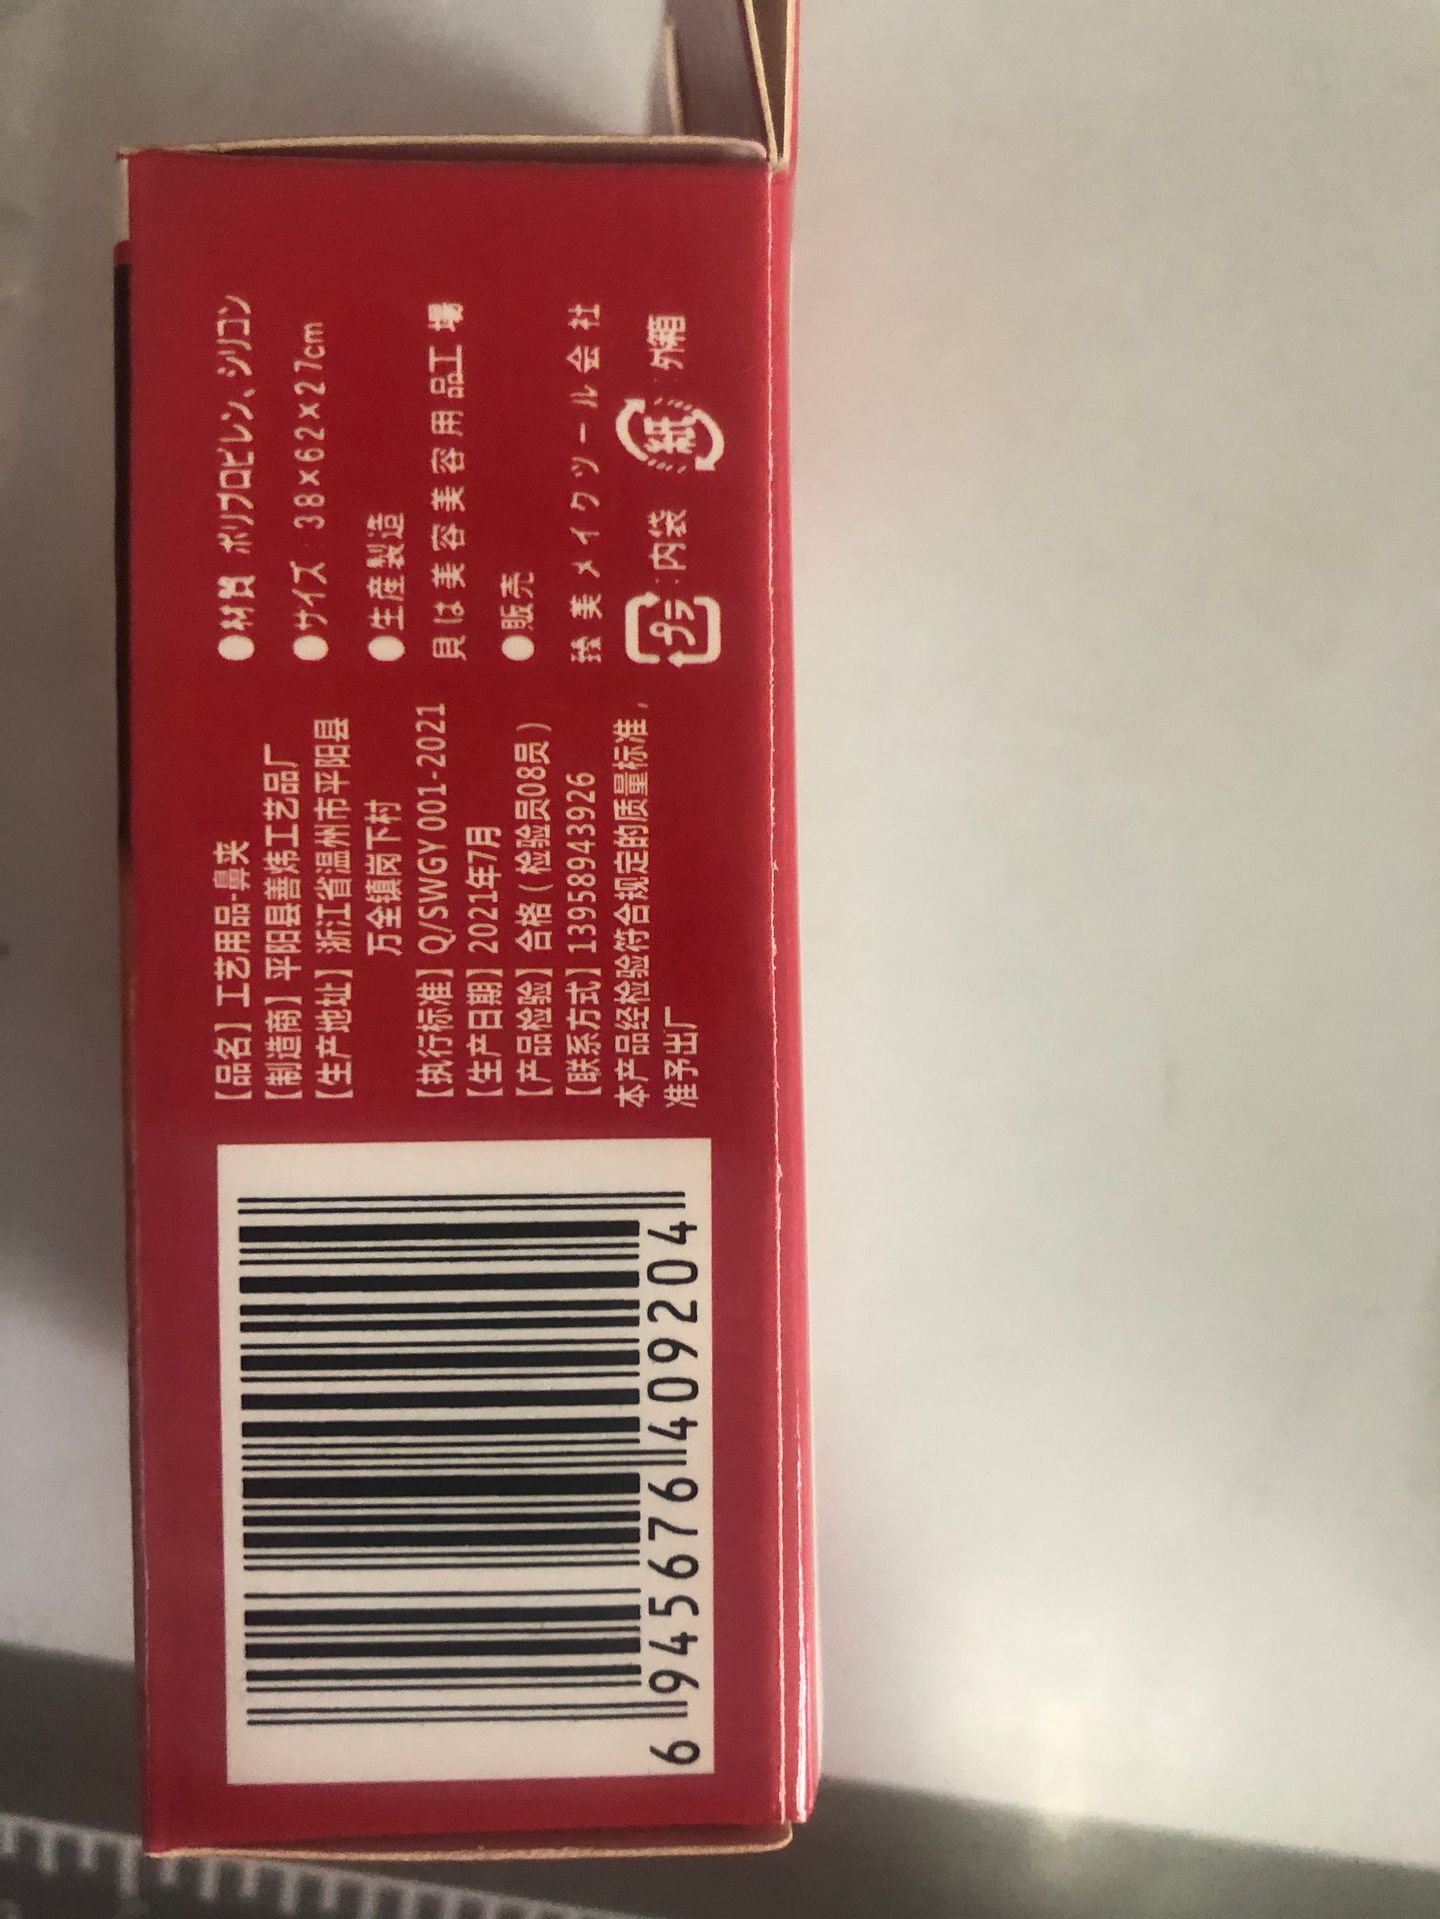 6 945676 409204
【品名】工艺用品-鼻夹
【制造商】平阳县善炜工艺品厂
【生产地址】浙江省温州市平阳县
万全镇岗下村
【执行标准】Q/SWGY 001-2021
【生产日期】2021年7月
【产品检验】合格(检验员08员)
【联系方式】13958943926
本产品经检验符合规定的质量标准,
准予出厂
●材質 ポリプロピレン、シリコン
●サイズ:38×62×27cm
●生産製造
貝は美容美容用品工場
●販売
美メイクツール会社
プラ:内袋 紙:外箱